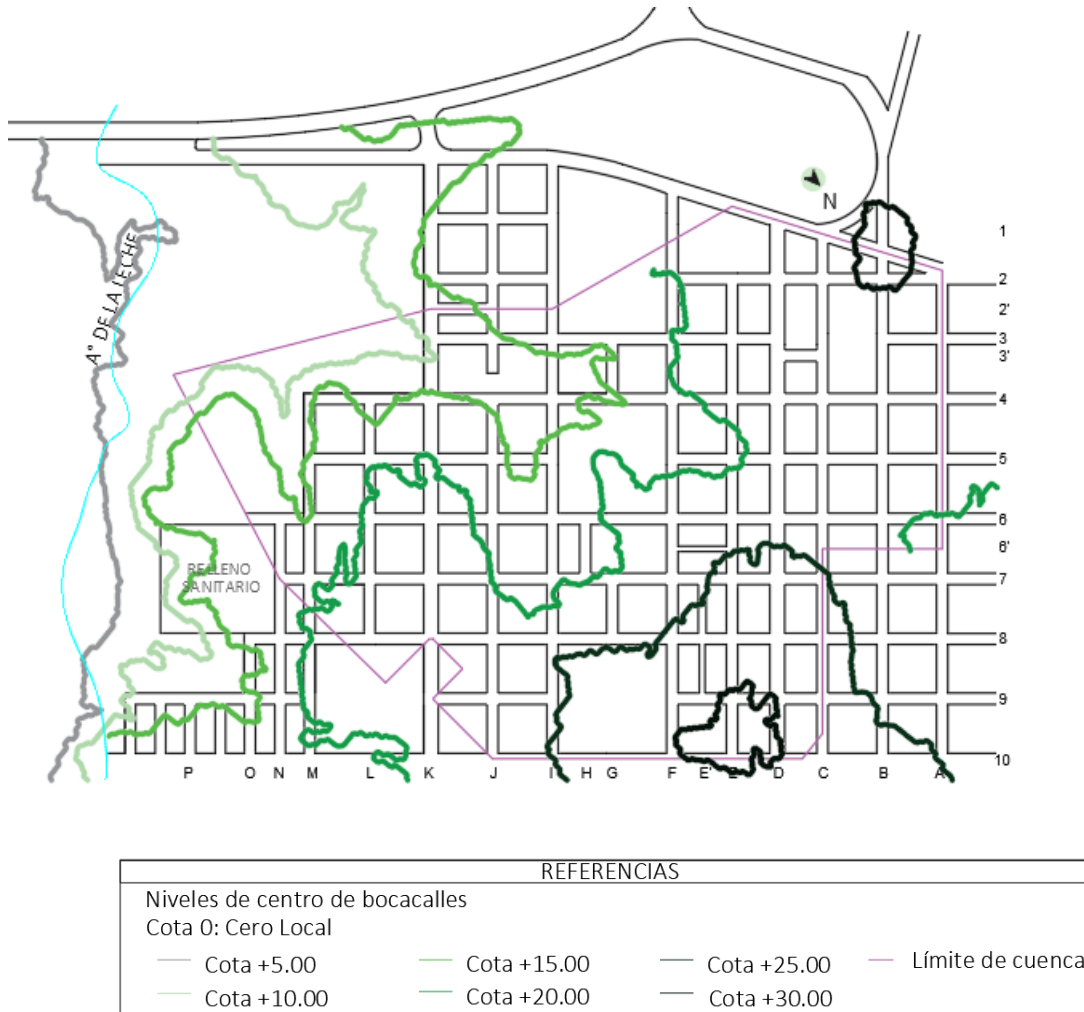 N
1
2
2'
3
3'
4
5
6
6'
7
8
9
10
A° DE LA LECHE
RELLENO
SANITARIO
P O N M L K J I H G F E' E D C B A
REFERENCIAS
Niveles de centro de bocacalles
Cota 0: Cero Local
Cota +5.00 Cota +15.00 Cota +25.00 Límite de cuenca
Cota +10.00 Cota +20.00 Cota +30.00